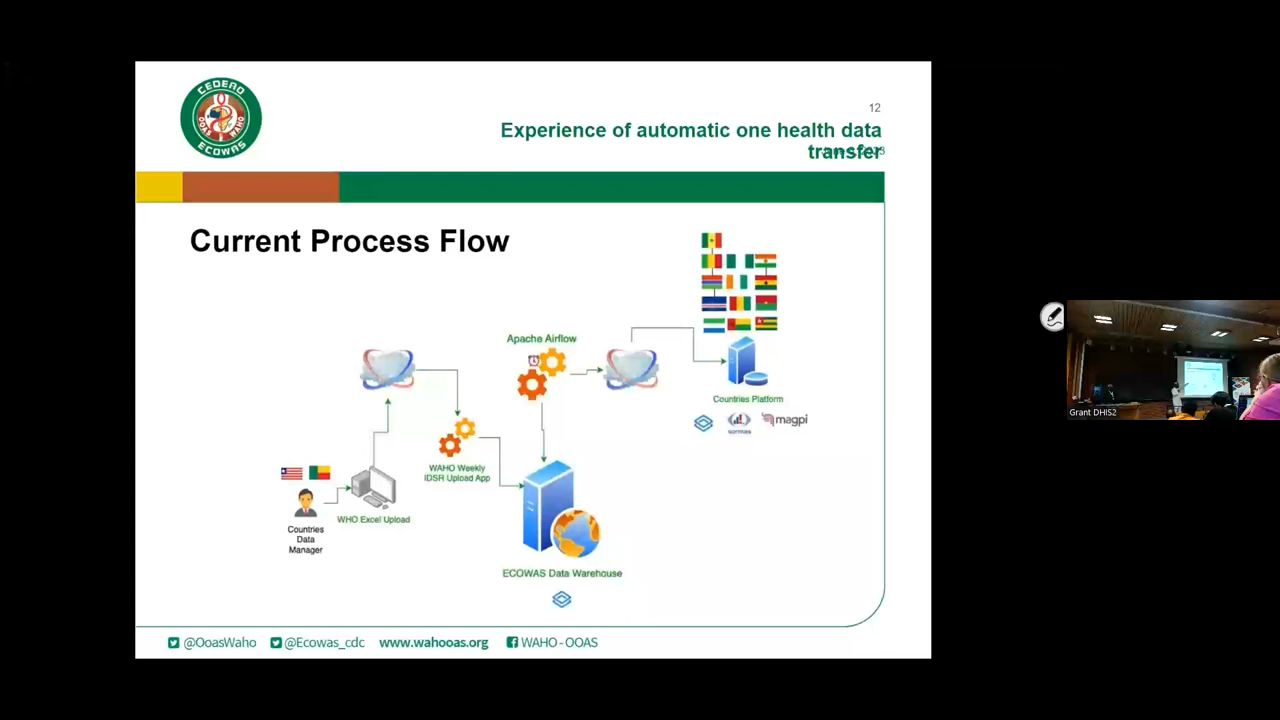 CEDEAO
OOAS WAHO
ECOWAS
12
Experience of automatic one health data
transfer
Current Process Flow
Apache Airflow
Countries Platform
SORMAS
magpi
WAHO Weekly
IDSR Upload App
WHO Excel Upload
Countries
Data
Manager
ECOWAS Data Warehouse
@OoasWaho
@Ecowas_cdc
www.wahooas.org
WAHO - OOAS
Grant DHIS2